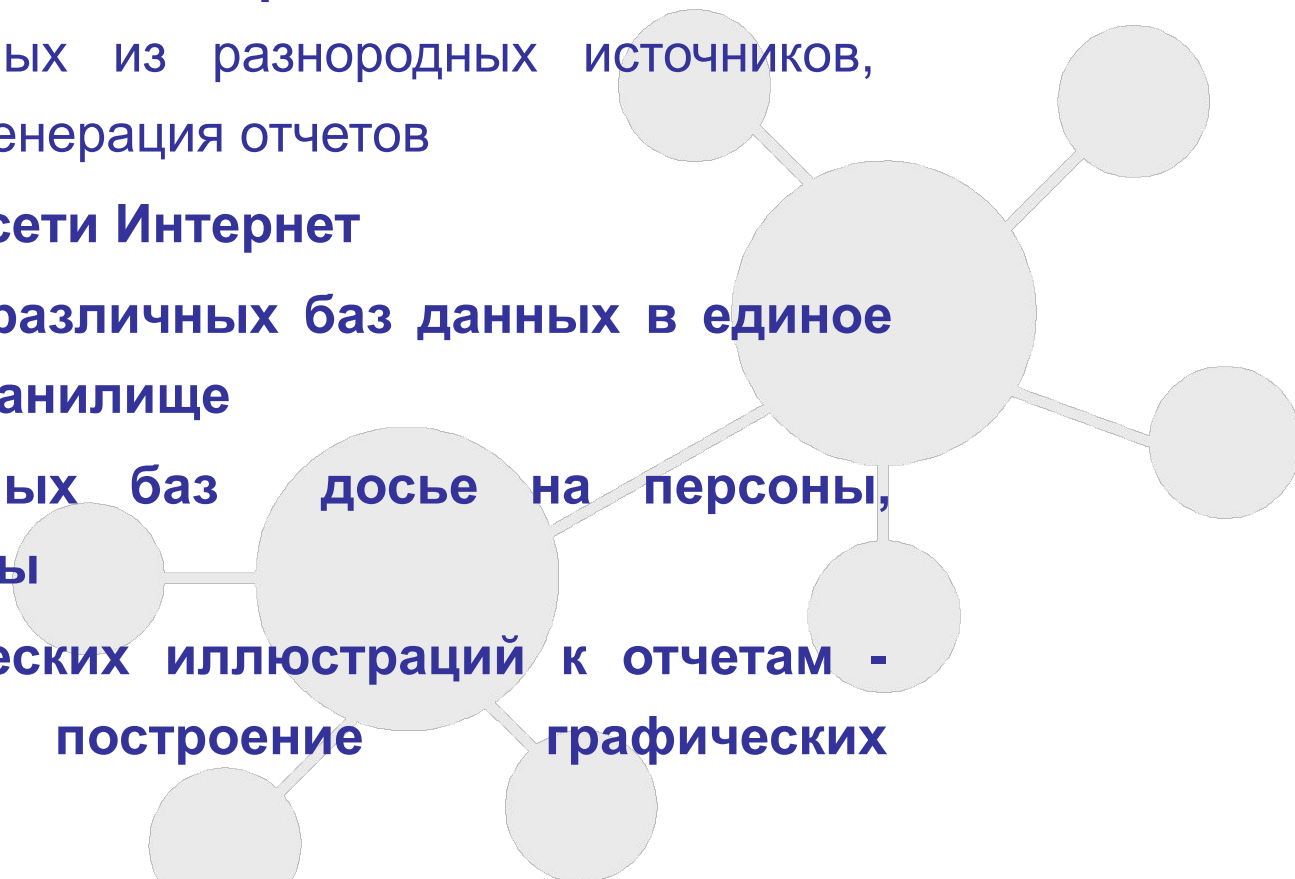 ых из разнородных источников,
енерация отчетов
сети Интернет
различных баз данных в единое
анилище
ых баз досье на персоны,
ы
еских иллюстраций к отчетам -
построение графических